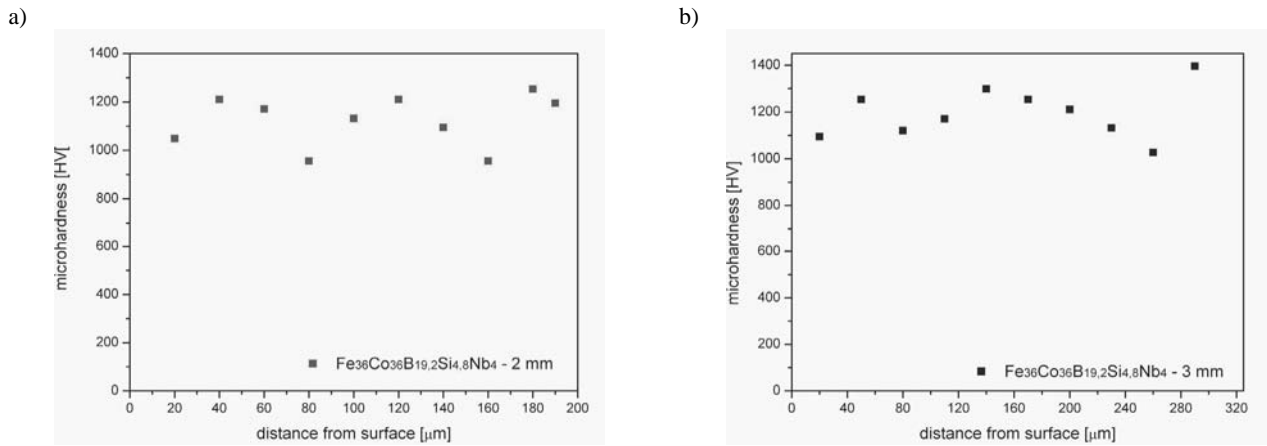 a)
b)
1400
1200
1000
800
600
400
200
0
microhardness [HV[
0 20 40 60 80 100 120 140 160 180 200
distance from surface [μm]
Fe36Co36B19,2Si4,8Nb4 - 2 mm
1400
1200
1000
800
600
400
200
0
microhardness [HV]
0 40 80 120 160 200 240 280 320
distance from surface [μm]
Fe36Co36B19,2Si4,8Nb4 - 3 mm